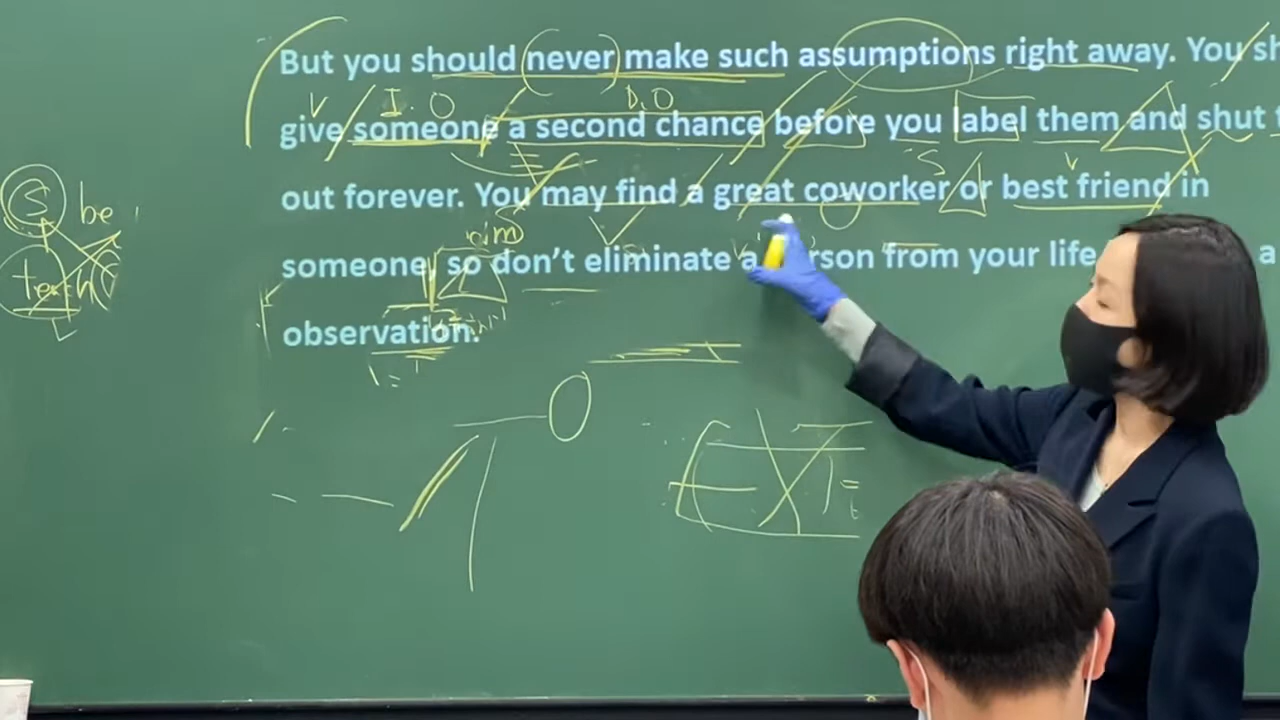 But you should never make such assumptions right away. You sh
give someone a second chance before you label them and shut
out forever. You may find a great coworker or best friend in
someone, so don't eliminate a rson from your life a
observation.
V I.O D.O
S V
S be